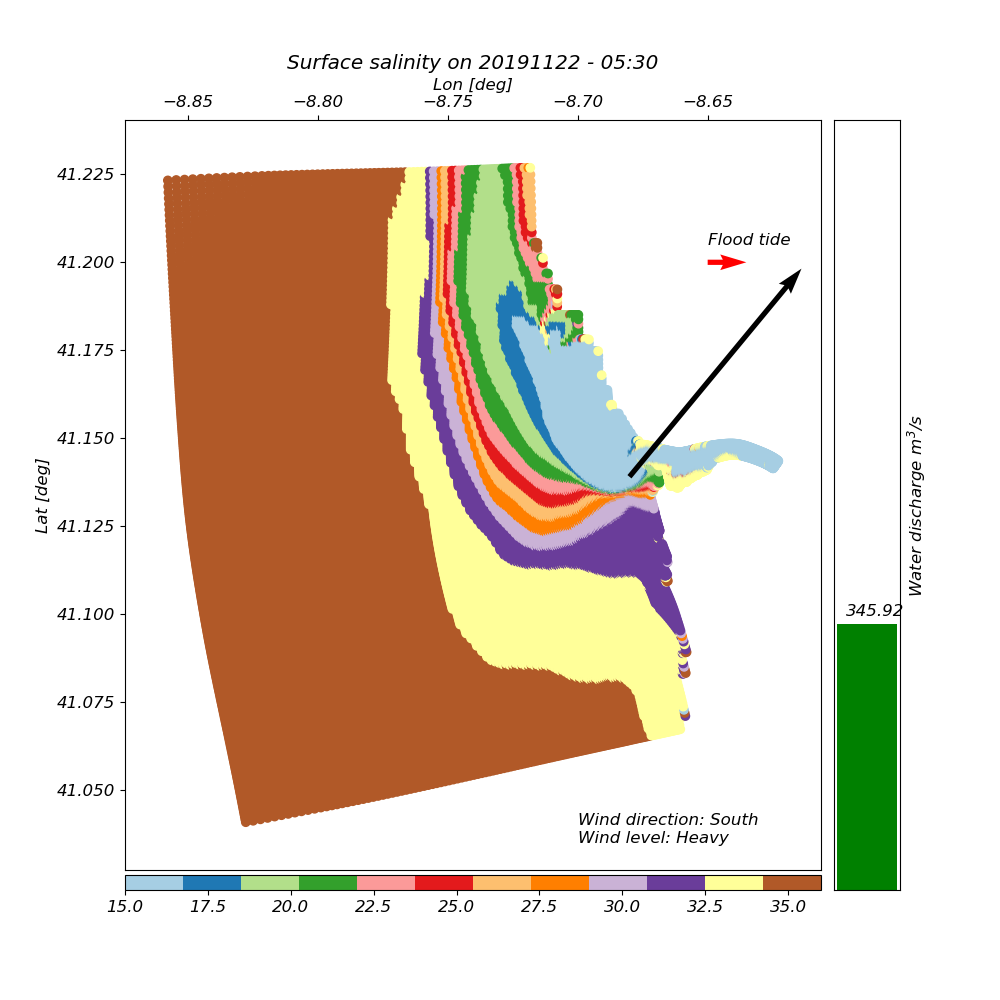 Surface salinity on 20191122 - 05:30
Lon [deg]
−8.85 −8.80 −8.75 −8.70 −8.65
41.225
41.200
41.175
41.150
41.125
41.100
41.075
41.050
Lat [deg]
Flood tide
Wind direction: South
Wind level: Heavy
345.92
Water discharge m³/s
15.0 17.5 20.0 22.5 25.0 27.5 30.0 32.5 35.0